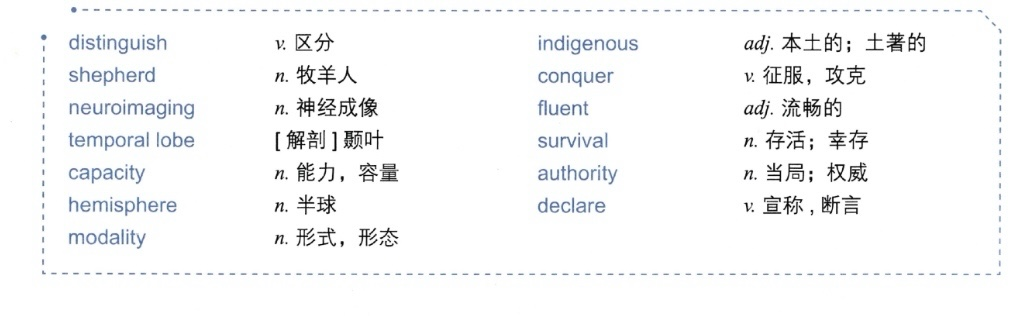 distinguish v. 区分
shepherd n. 牧羊人
neuroimaging n. 神经成像
temporal lobe [ 解剖 ] 颞叶
capacity n. 能力，容量
hemisphere n. 半球
modality n. 形式，形态
indigenous adj. 本土的；土著的
conquer v. 征服，攻克
fluent adj. 流畅的
survival n. 存活；幸存
authority n. 当局；权威
declare v. 宣称 , 断言